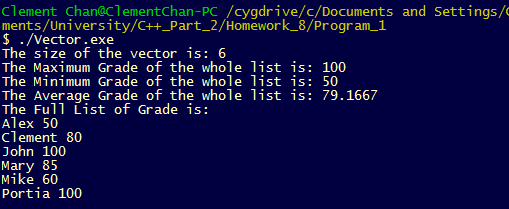 Clement Chan@ClementChan-PC /cygdrive/c/Documents and Settings/
ments/University/C++_Part_2/Homework_8/Program_1
$ ./Vector.exe
The size of the vector is: 6
The Maximum Grade of the whole list is: 100
The Minimum Grade of the whole list is: 50
The Average Grade of the whole list is: 79.1667
The Full List of Grade is:
Alex 50
Clement 80
John 100
Mary 85
Mike 60
Portia 100